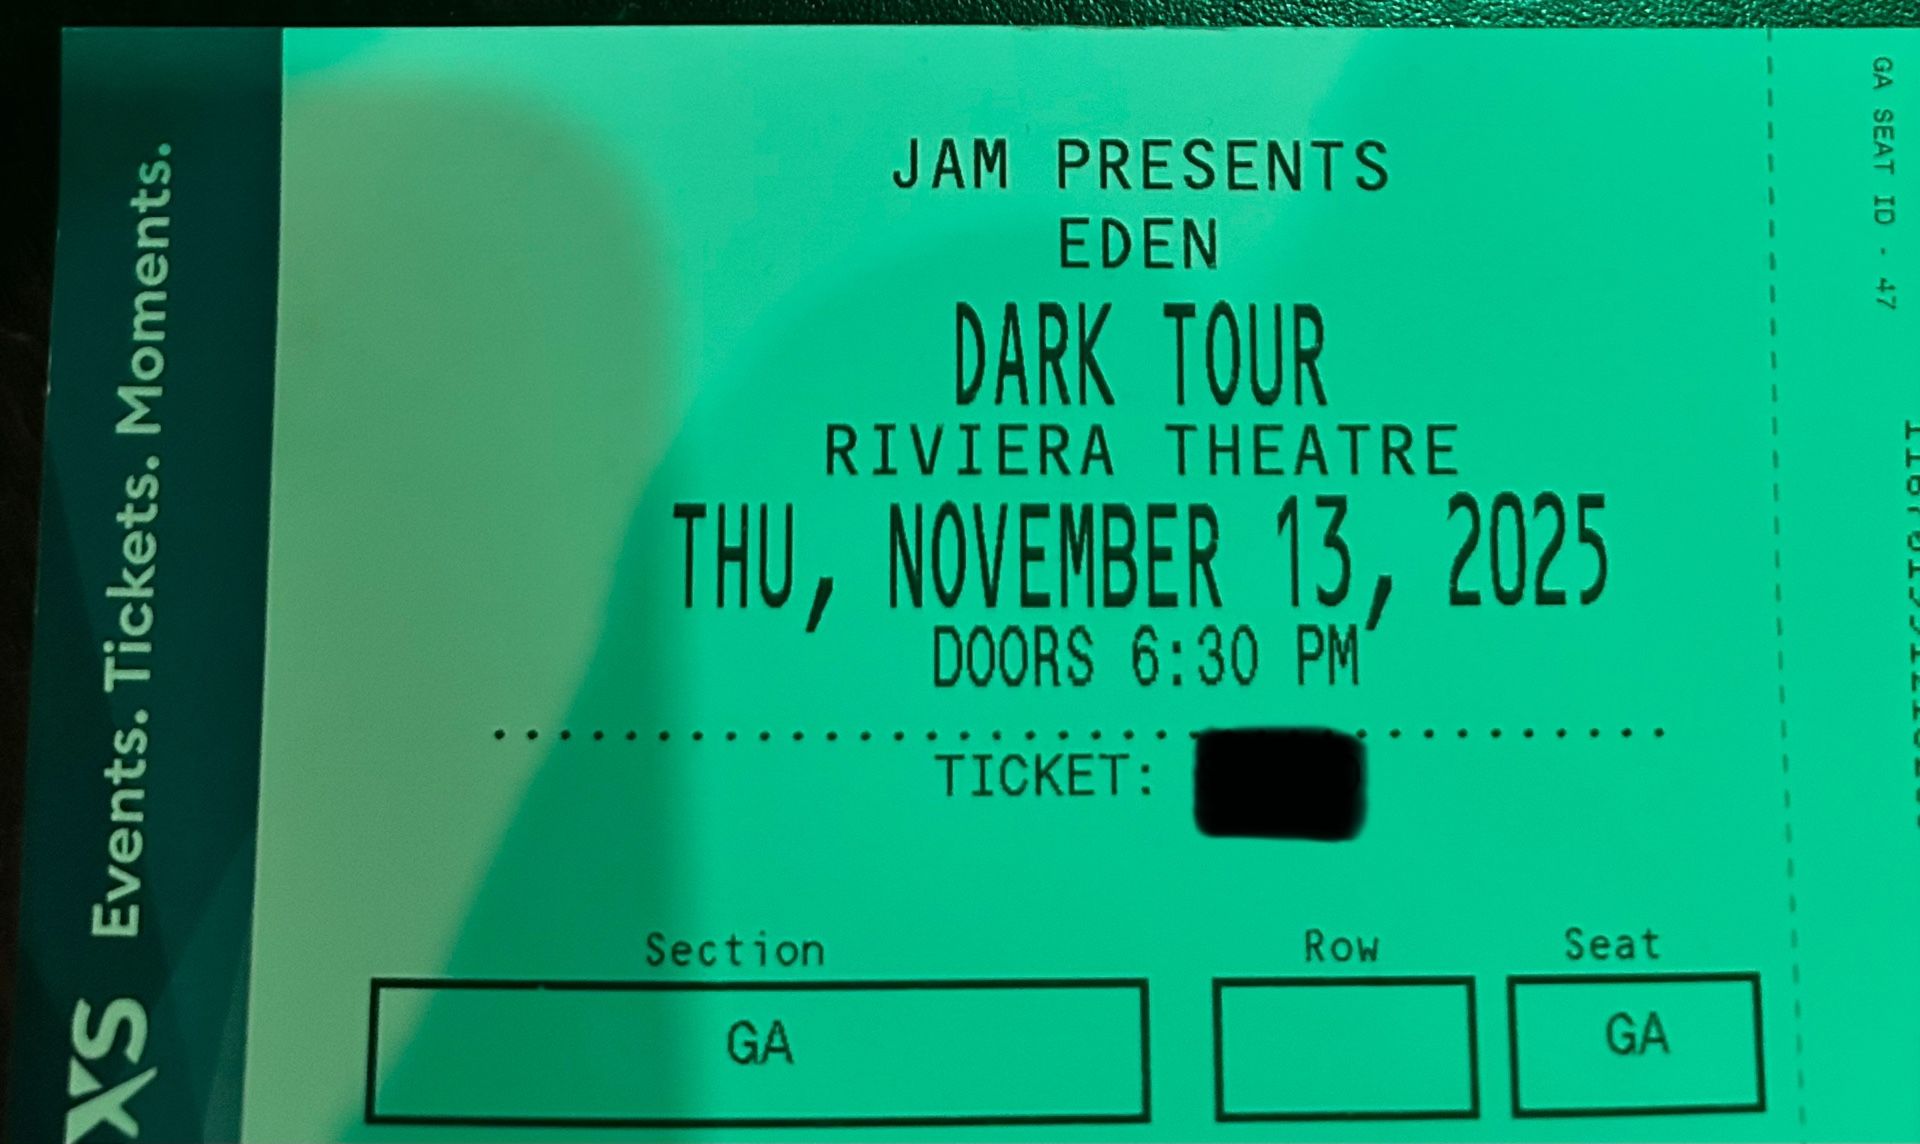 JAM PRESENTS
EDEN
DARK TOUR
RIVIERA THEATRE
THU, NOVEMBER 13, 2025
DOORS 6:30 PM
TICKET:
Section Row Seat
GA GA
XS Events. Tickets. Moments.
GA SEAT ID - 47